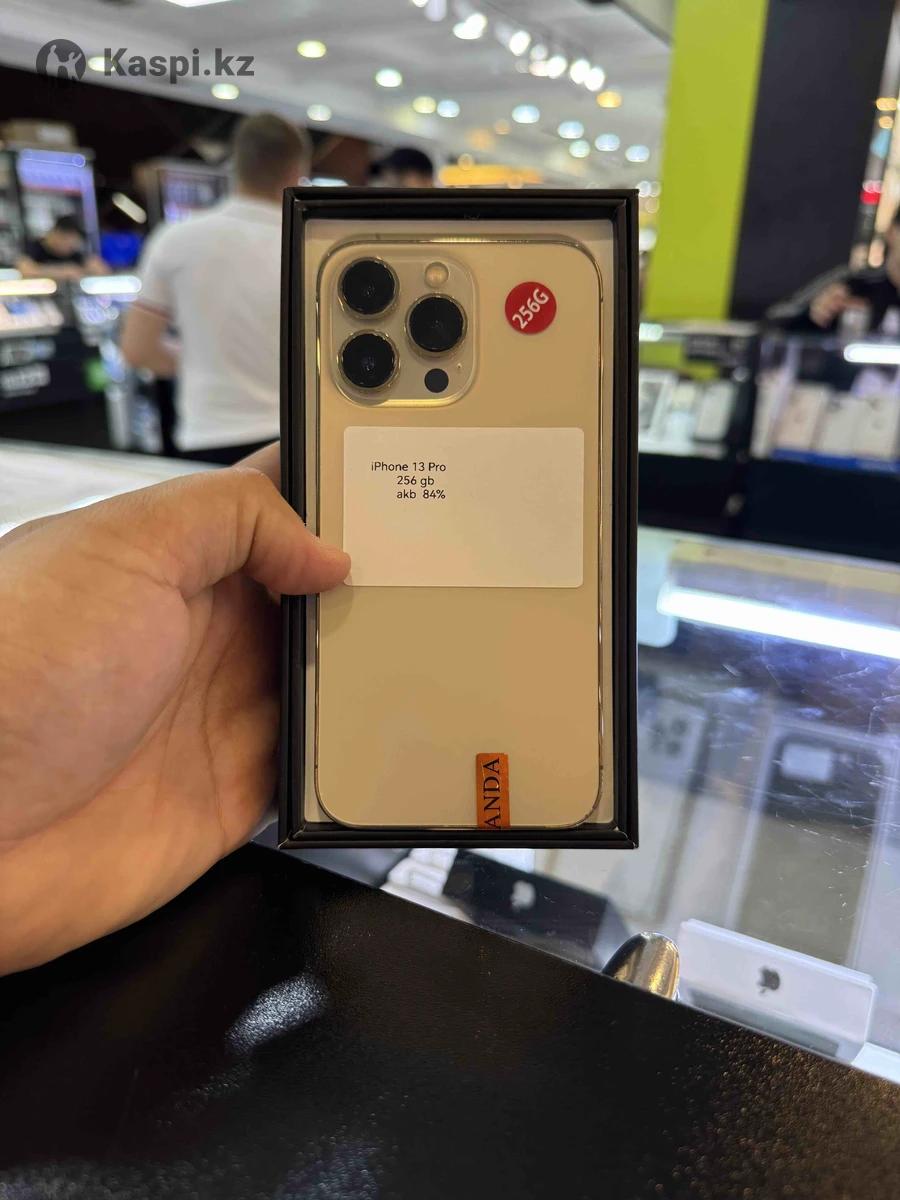 Kaspi.kz
256G
iPhone 13 Pro
256 gb
akb 84%
ANDA